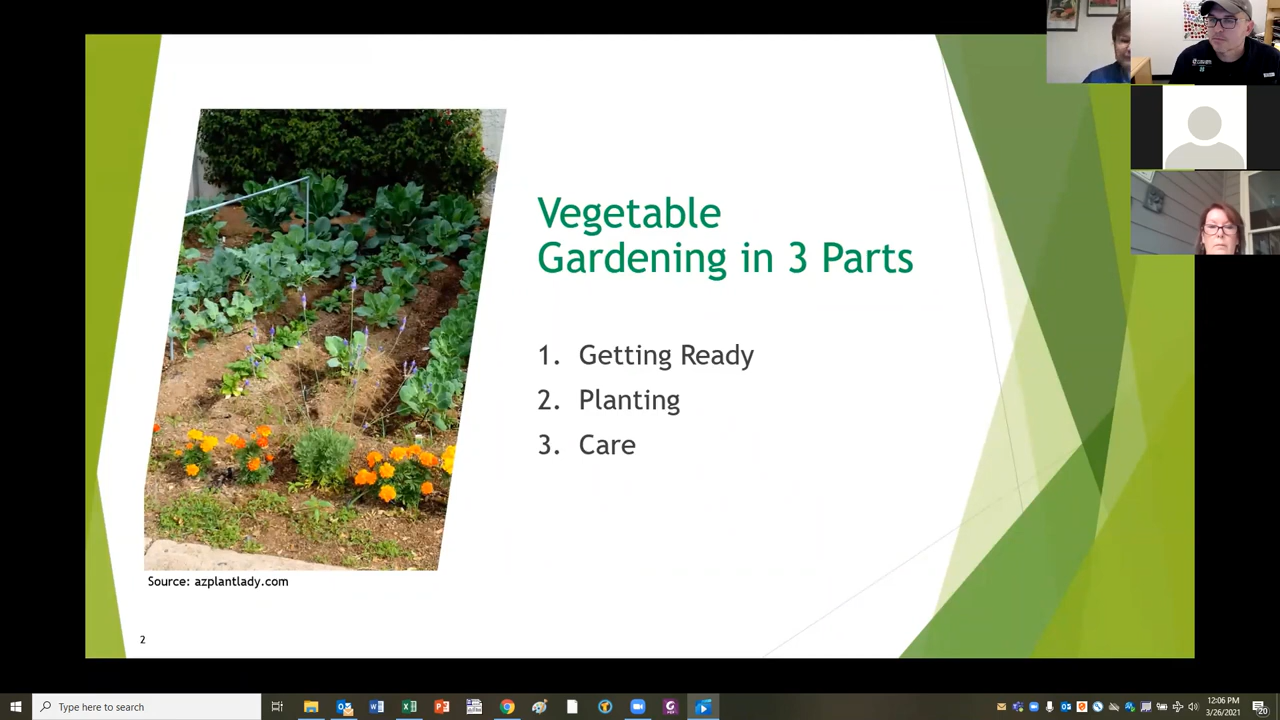 Vegetable
Gardening in 3 Parts
1. Getting Ready
2. Planting
3. Care
Source: azplantlady.com
2
Type here to search
12:06 PM
3/26/2021
20